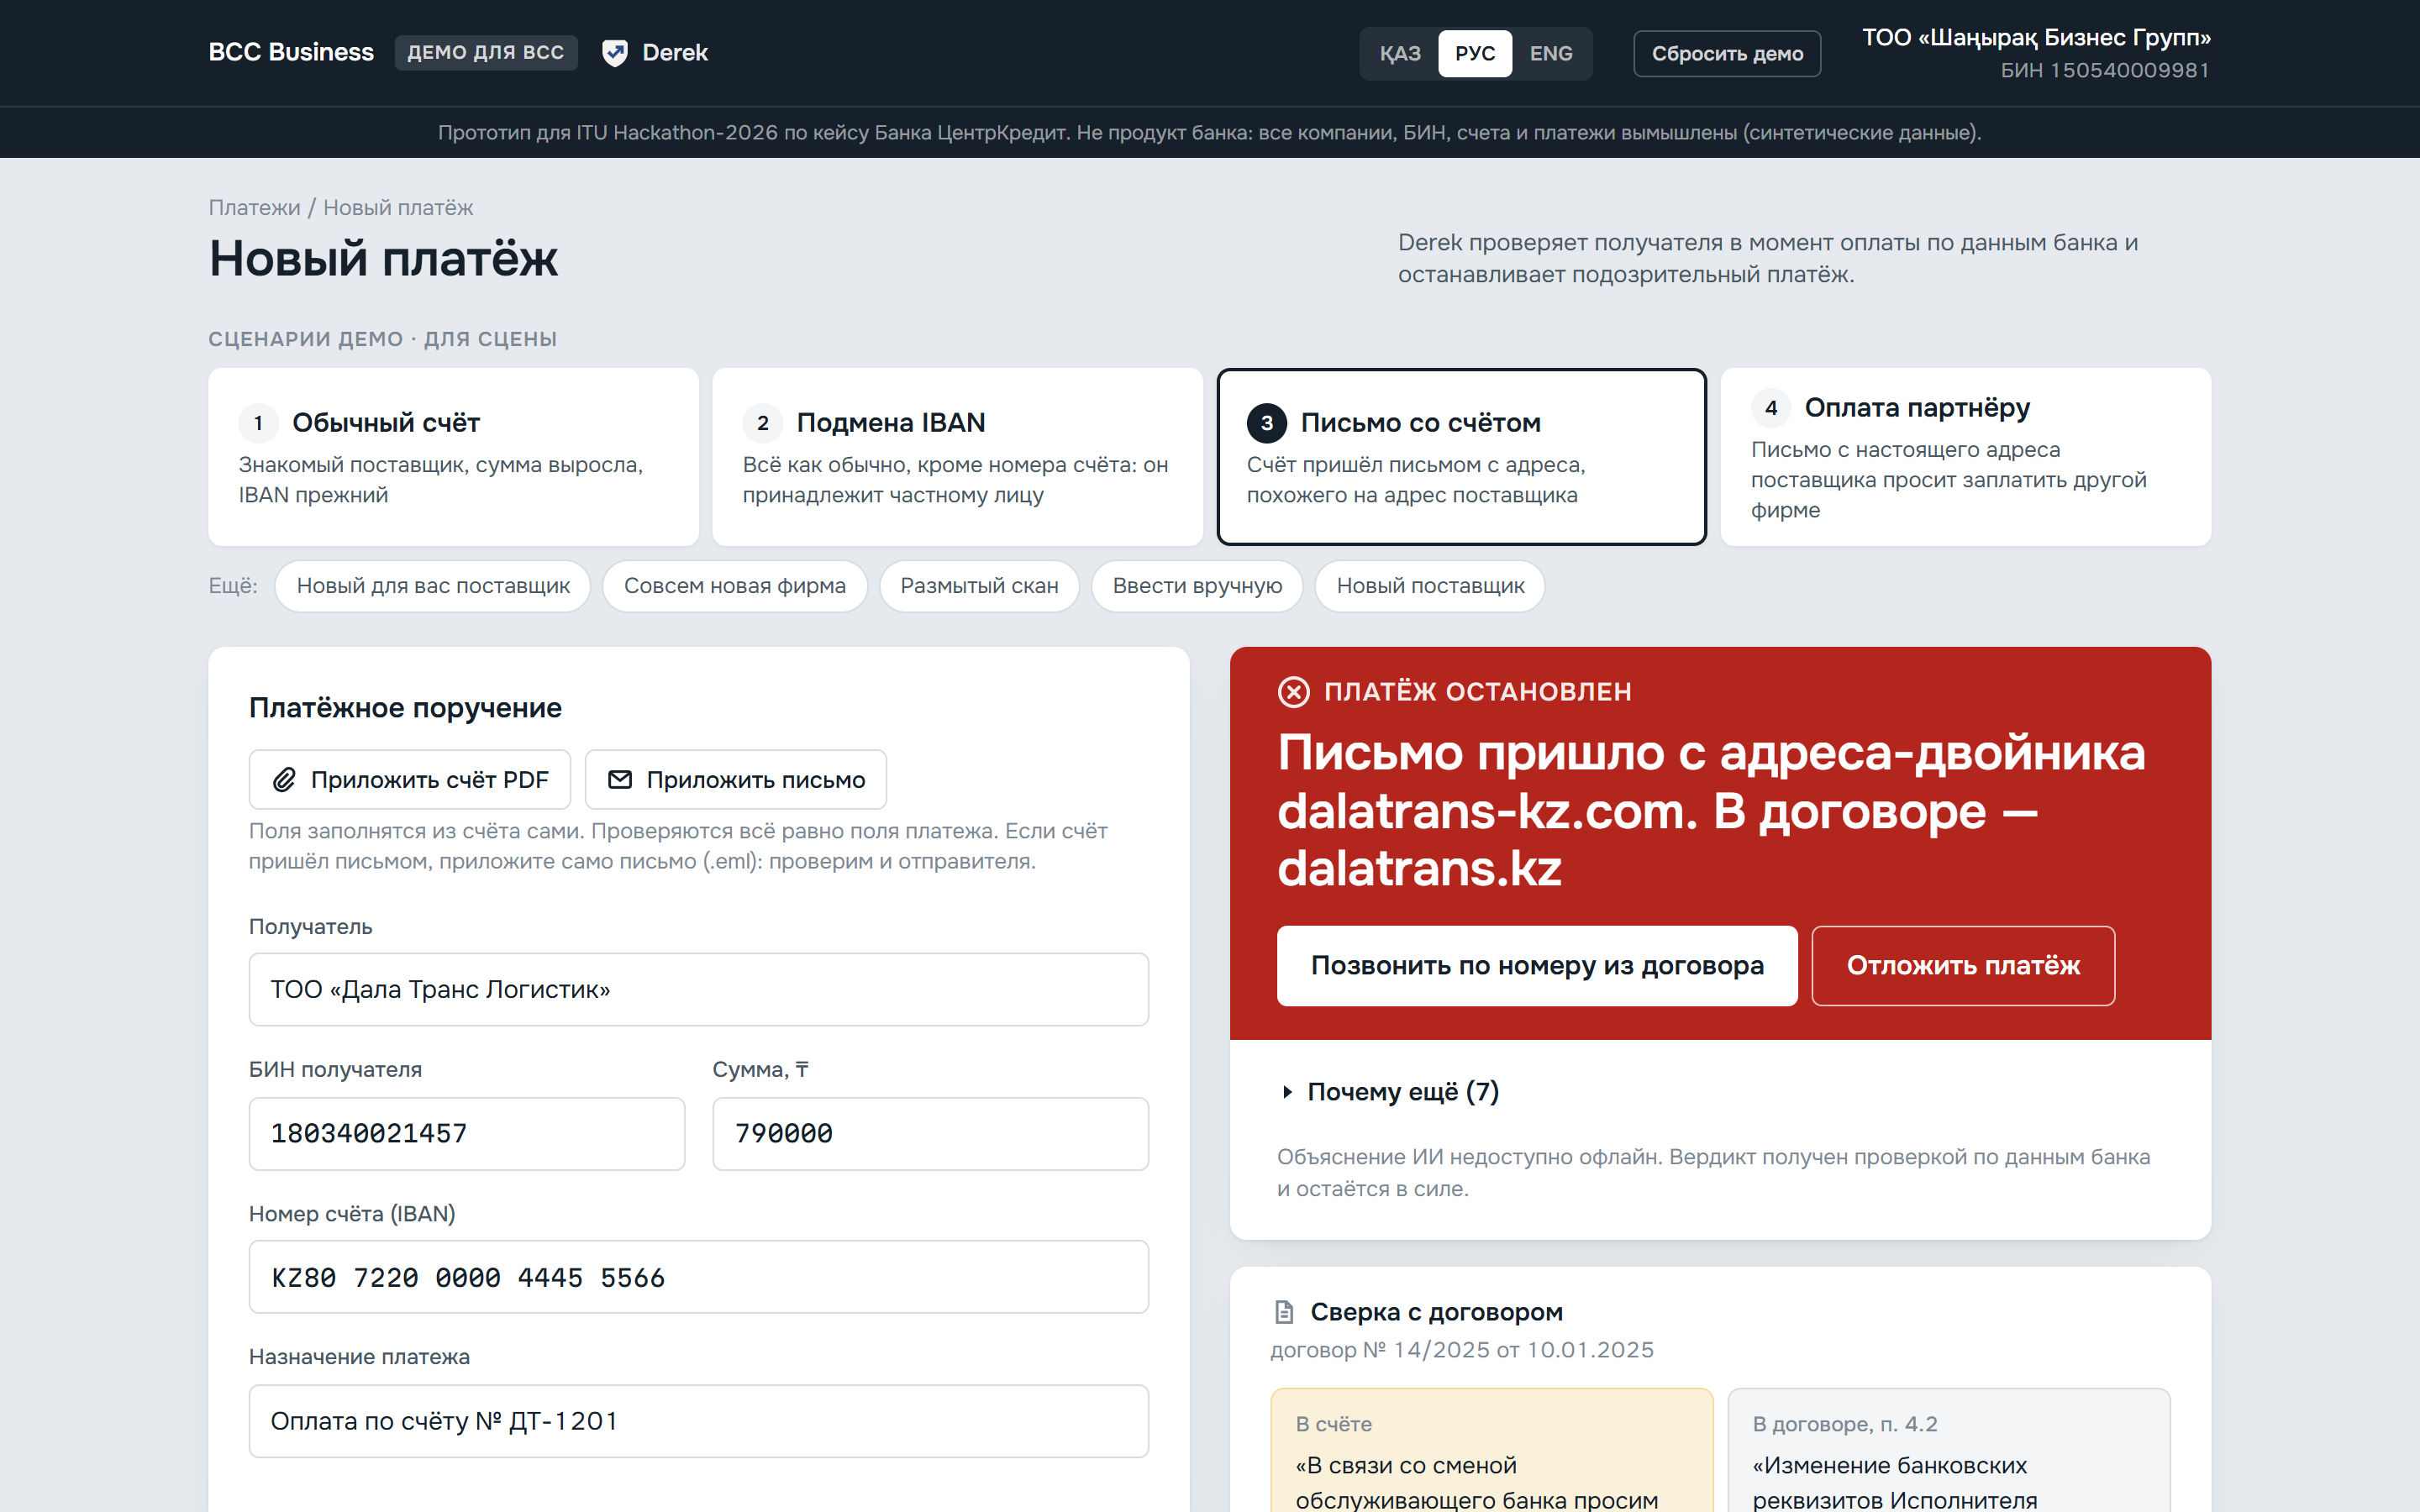 BCC Business
ДЕМО ДЛЯ BCC
Derek
ҚАЗ
РУС
ENG
Сбросить демо
ТОО «Шаңырақ Бизнес Групп»
БИН 150540009981
Прототип для ITU Hackathon-2026 по кейсу Банка ЦентрКредит. Не продукт банка: все компании, БИН, счета и платежи вымышлены (синтетические данные).
Платежи / Новый платёж
Новый платёж
Derek проверяет получателя в момент оплаты по данным банка и
останавливает подозрительный платёж.
СЦЕНАРИИ ДЕМО · ДЛЯ СЦЕНЫ
1 Обычный счёт
Знакомый поставщик, сумма выросла,
IBAN прежний
2 Подмена IBAN
Всё как обычно, кроме номера счёта: он
принадлежит частному лицу
3 Письмо со счётом
Счёт пришёл письмом с адреса,
похожего на адрес поставщика
4 Оплата партнёру
Письмо с настоящего адреса
поставщика просит заплатить другой
фирме
Ещё:
Новый для вас поставщик
Совсем новая фирма
Размытый скан
Ввести вручную
Новый поставщик
Платёжное поручение
Приложить счёт PDF
Приложить письмо
Поля заполнятся из счёта сами. Проверяются всё равно поля платежа. Если счёт
пришёл письмом, приложите само письмо (.eml): проверим и отправителя.
Получатель
ТОО «Дала Транс Логистик»
БИН получателя
180340021457
Сумма, ₸
790000
Номер счёта (IBAN)
KZ80 7220 0000 4445 5566
Назначение платежа
Оплата по счёту № ДТ-1201
ПЛАТЁЖ ОСТАНОВЛЕН
Письмо пришло с адреса-двойника
dalatrans-kz.com. В договоре —
dalatrans.kz
Позвонить по номеру из договора
Отложить платёж
Почему ещё (7)
Объяснение ИИ недоступно офлайн. Вердикт получен проверкой по данным банка
и остаётся в силе.
Сверка с договором
договор № 14/2025 от 10.01.2025
В счёте
«В связи со сменой
обслуживающего банка просим
В договоре, п. 4.2
«Изменение банковских
реквизитов Исполнителя